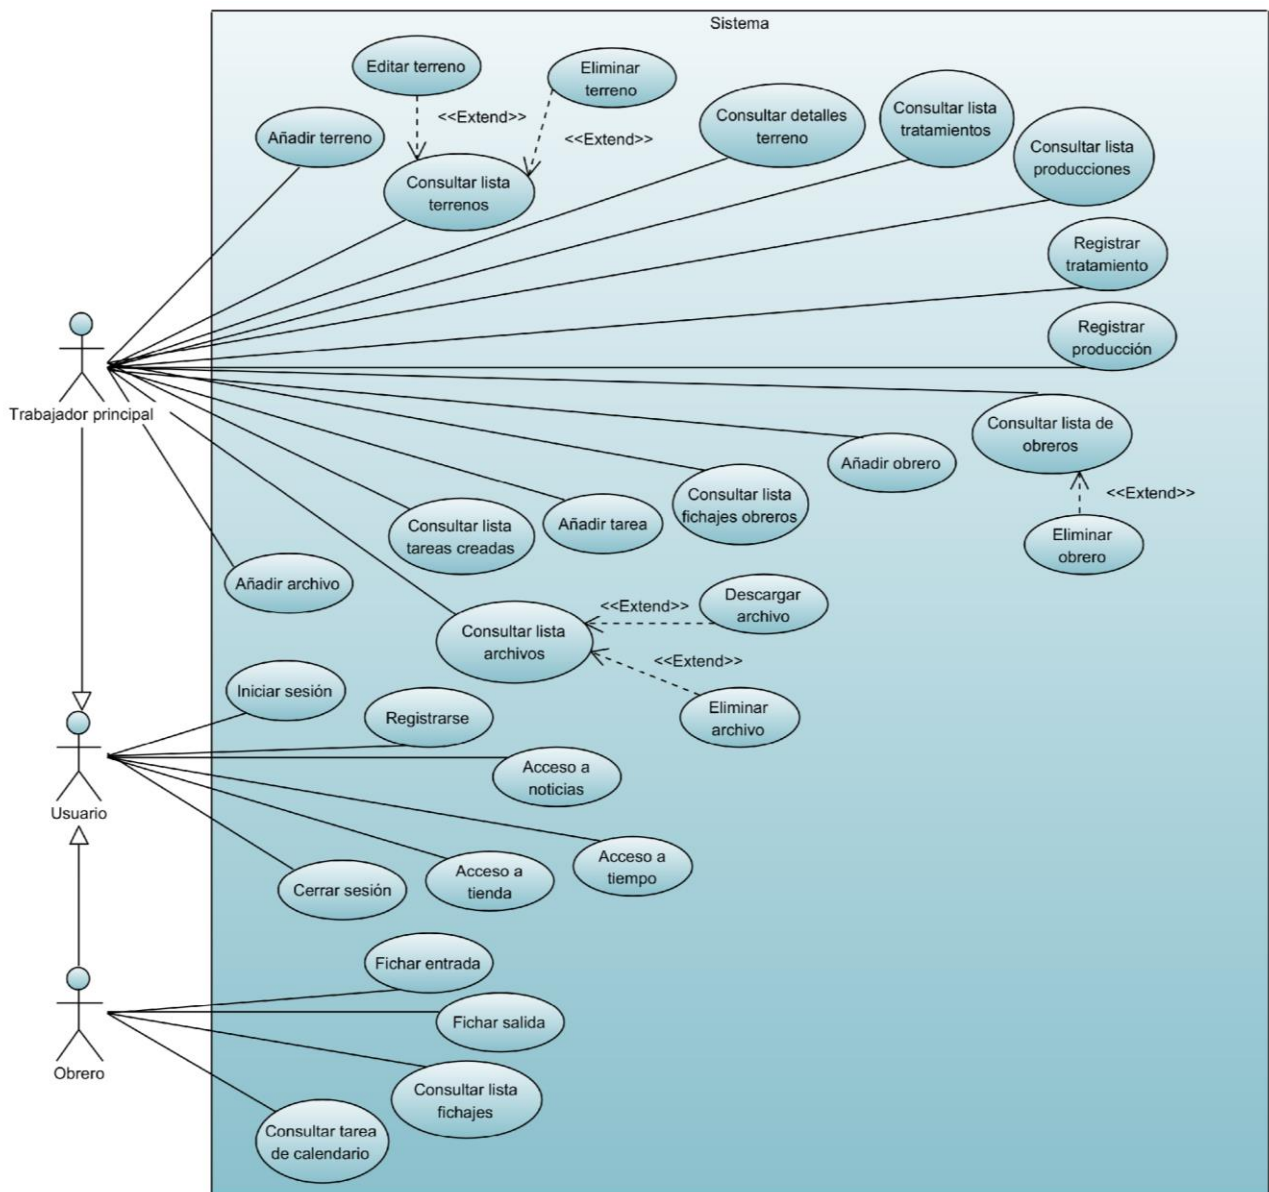 Sistema
Editar terreno
Eliminar
terreno
<<Extend>>
<<Extend>>
Añadir terreno
Consultar lista
terrenos
Consultar detalles
terreno
Consultar lista
tratamientos
Consultar lista
producciones
Registrar
tratamiento
Registrar
producción
Trabajador principal
Consultar lista de
obreros
<<Extend>>
Eliminar
obrero
Añadir obrero
Consultar lista
fichajes obreros
Añadir tarea
Consultar lista
tareas creadas
Añadir archivo
Consultar lista
archivos
<<Extend>>
Descargar
archivo
<<Extend>>
Eliminar
archivo
Iniciar sesión
Registrarse
Acceso a
noticias
Usuario
Acceso a
tiempo
Acceso a
tienda
Cerrar sesión
Fichar entrada
Fichar salida
Obrero
Consultar lista
fichajes
Consultar tarea
de calendario